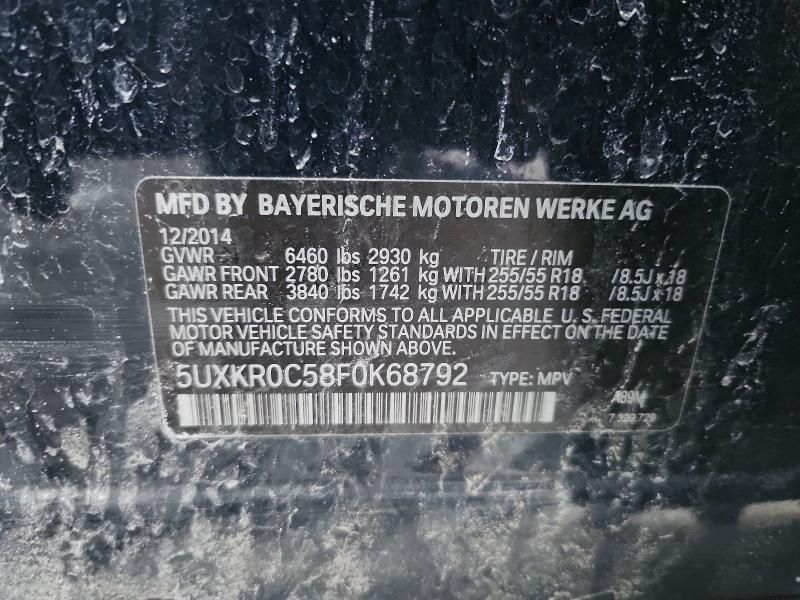 MFD BY BAYERISCHE MOTOREN WERKE AG
12/2014
GVWR 6460 lbs 2930 kg TIRE / RIM
GAWR FRONT 2780 lbs 1261 kg WITH 255/55 R18 /8.5J x 18
GAWR REAR 3840 lbs 1742 kg WITH 255/55 R18 /8.5J x 18
THIS VEHICLE CONFORMS TO ALL APPLICABLE U. S. FEDERAL
MOTOR VEHICLE SAFETY STANDARDS IN EFFECT ON THE DATE
OF MANUFACTURE SHOWN ABOVE.
5UXKR0C58F0K68792 TYPE: MPV A89M